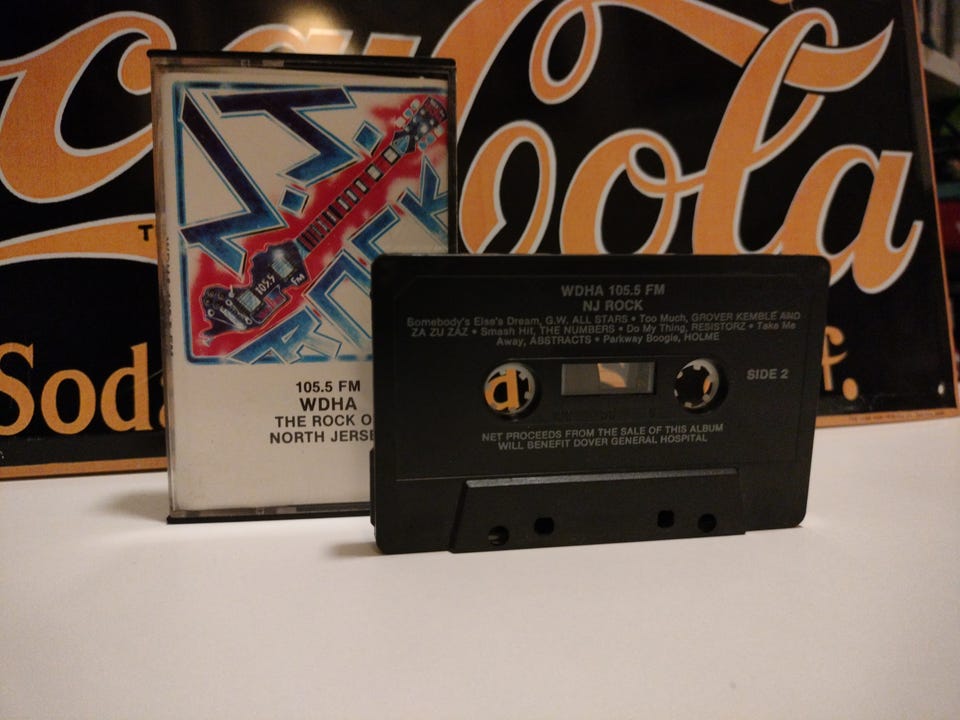 Coca Cola
Soda
f.
N.J.
ROCK
105.5
FM
105.5 FM
WDHA
THE ROCK O
NORTH JERSE
WDHA 105.5 FM
NJ ROCK
Somebody's Else's Dream, G.W. ALL STARS • Too Much, GROVER KEMBLE AND
ZA ZU ZAZ • Smash Hit, THE NUMBERS • Do My Thing, RESISTORZ • Take Me
Away, ABSTRACTS • Parkway Boogie, HOLME
SIDE 2
NET PROCEEDS FROM THE SALE OF THIS ALBUM
WILL BENEFIT DOVER GENERAL HOSPITAL